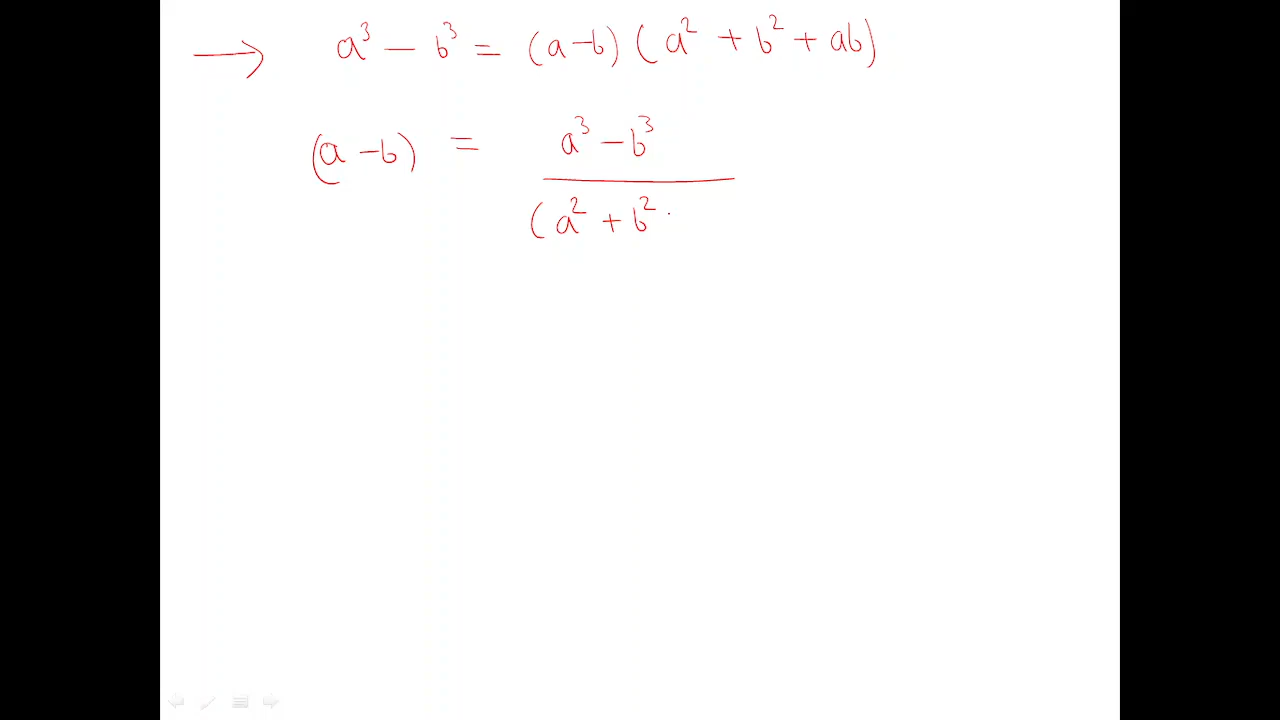 → a³ − b³ = (a−b) (a² + b² + ab)
(a −b) = a³ − b³
(a² + b² ·